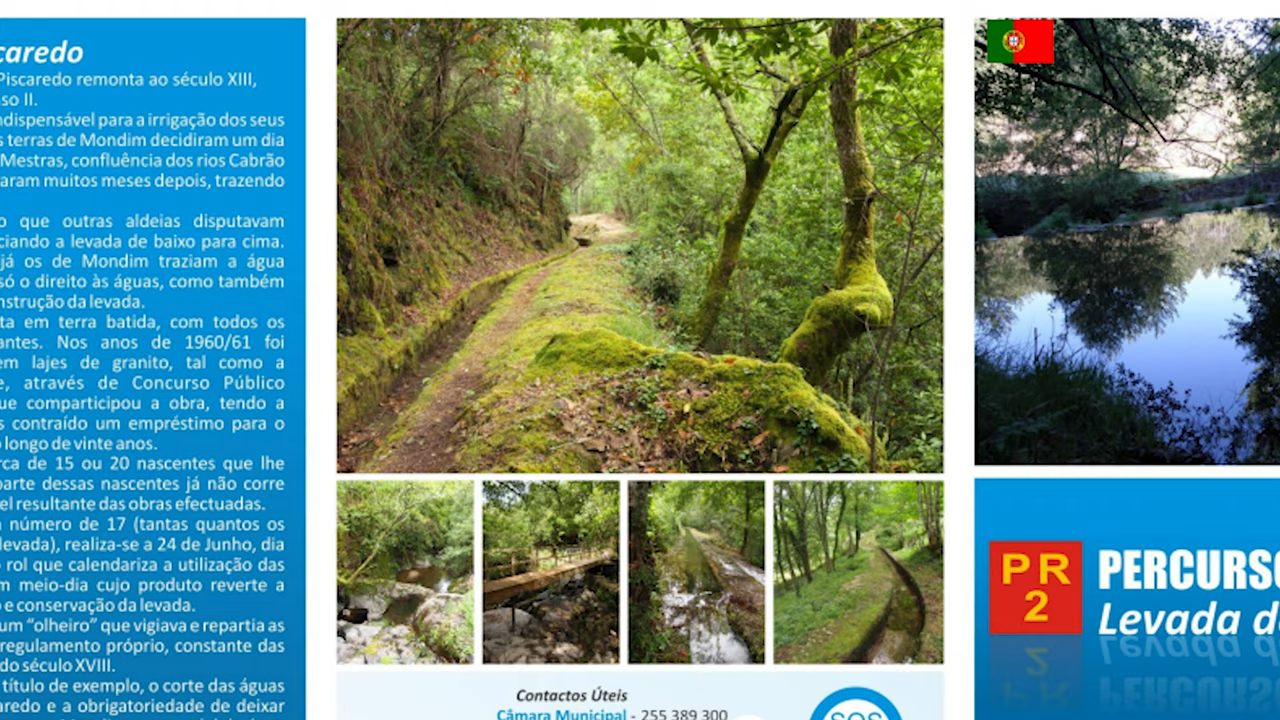 caredo
Piscaredo remonta ao século XIII,
so II.
ndispensável para a irrigação dos seus
s terras de Mondim decidiram um dia
Mestras, confluência dos rios Cabrão
aram muitos meses depois, trazendo
o que outras aldeias disputavam
ciando a levada de baixo para cima.
já os de Mondim traziam a água
só o direito às águas, como também
nstrução da levada.
ta em terra batida, com todos os
antes. Nos anos de 1960/61 foi
em lajes de granito, tal como a
e, através de Concurso Público
ue comparticipou a obra, tendo a
s contraído um empréstimo para o
o longo de vinte anos.
rca de 15 ou 20 nascentes que lhe
parte dessas nascentes já não corre
el resultante das obras efectuadas.
número de 17 (tantas quantos os
levada), realiza-se a 24 de Junho, dia
rol que calendariza a utilização das
m meio-dia cujo produto reverte a
e conservação da levada.
um “olheiro” que vigiava e repartia as
regulamento próprio, constante das
do século XVIII.
título de exemplo, o corte das águas
aredo e a obrigatoriedade de deixar
Contactos Úteis
Câmara Municipal - 255 389 300
SOS
PR
2
PERCURSO
Levada d